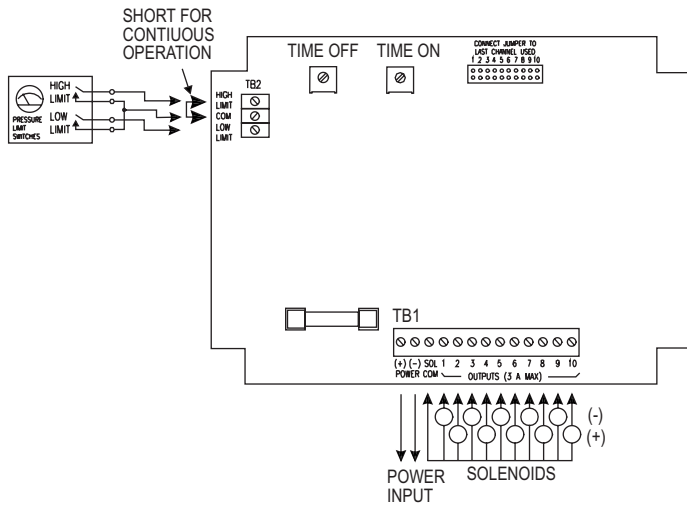 SHORT FOR
CONTIUOUS
OPERATION
TIME OFF
TIME ON
CONNECT JUMPER TO
LAST CHANNEL USED
1 2 3 4 5 6 7 8 9 10
HIGH
LIMIT
LOW
LIMIT
PRESSURE
LIMIT
SWITCHES
TB2
HIGH
LIMIT
COM
LOW
LIMIT
TB1
(+) (-) SOL 1 2 3 4 5 6 7 8 9 10
POWER COM OUTPUTS (3 A MAX)
(-)
(+)
POWER
INPUT
SOLENOIDS